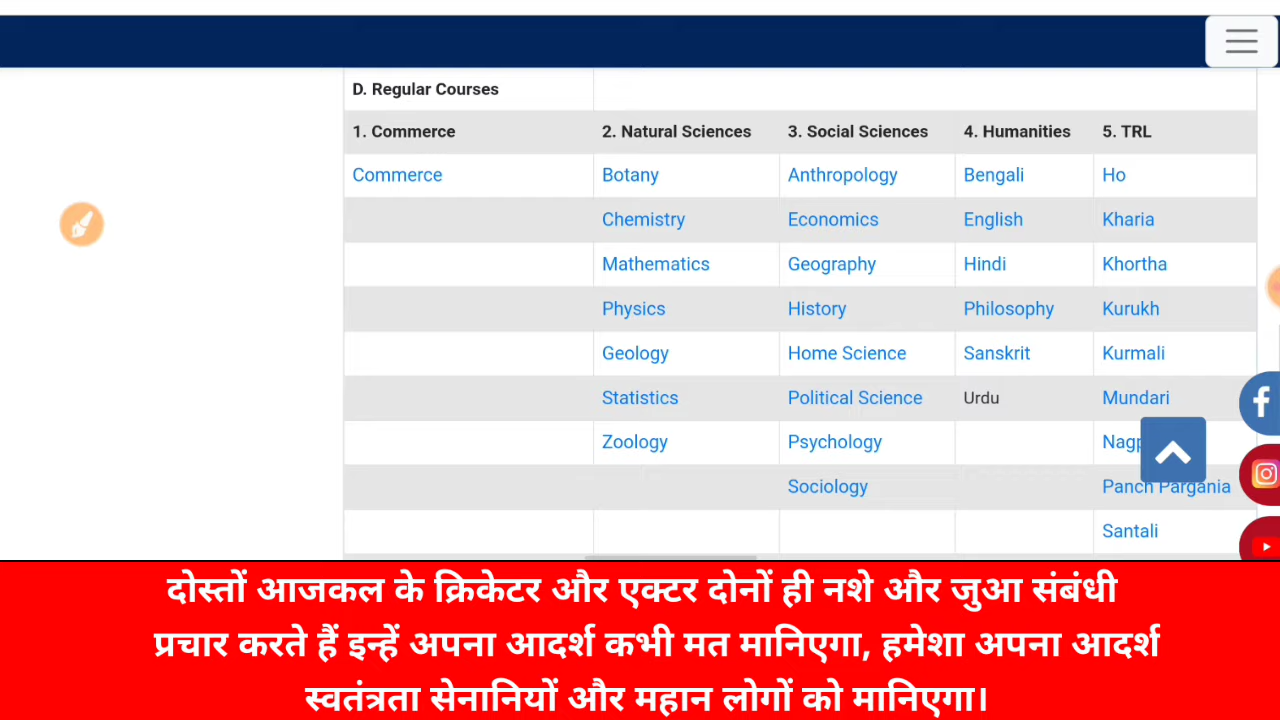 D. Regular Courses
1. Commerce 2. Natural Sciences 3. Social Sciences 4. Humanities 5. TRL
Commerce Botany Anthropology Bengali Ho
Chemistry Economics English Kharia
Mathematics Geography Hindi Khortha
Physics History Philosophy Kurukh
Geology Home Science Sanskrit Kurmali
Statistics Political Science Urdu Mundari
Zoology Psychology
Sociology Panch Pargania
Santali
दोस्तों आजकल के क्रिकेटर और एक्टर दोनों ही नशे और जुआ संबंधी
प्रचार करते हैं इन्हें अपना आदर्श कभी मत मानिएगा, हमेशा अपना आदर्श
स्वतंत्रता सेनानियों और महान लोगों को मानिएगा।